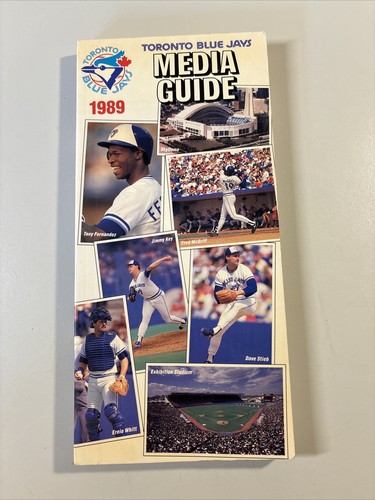 TORONTO
BLUE JAYS
TORONTO BLUE JAYS
MEDIA
GUIDE
1989
Skydome
Tony Fernandez
Fred McGriff
Jimmy Key
Dave Stieb
Exhibition Stadium
Ernie Whitt